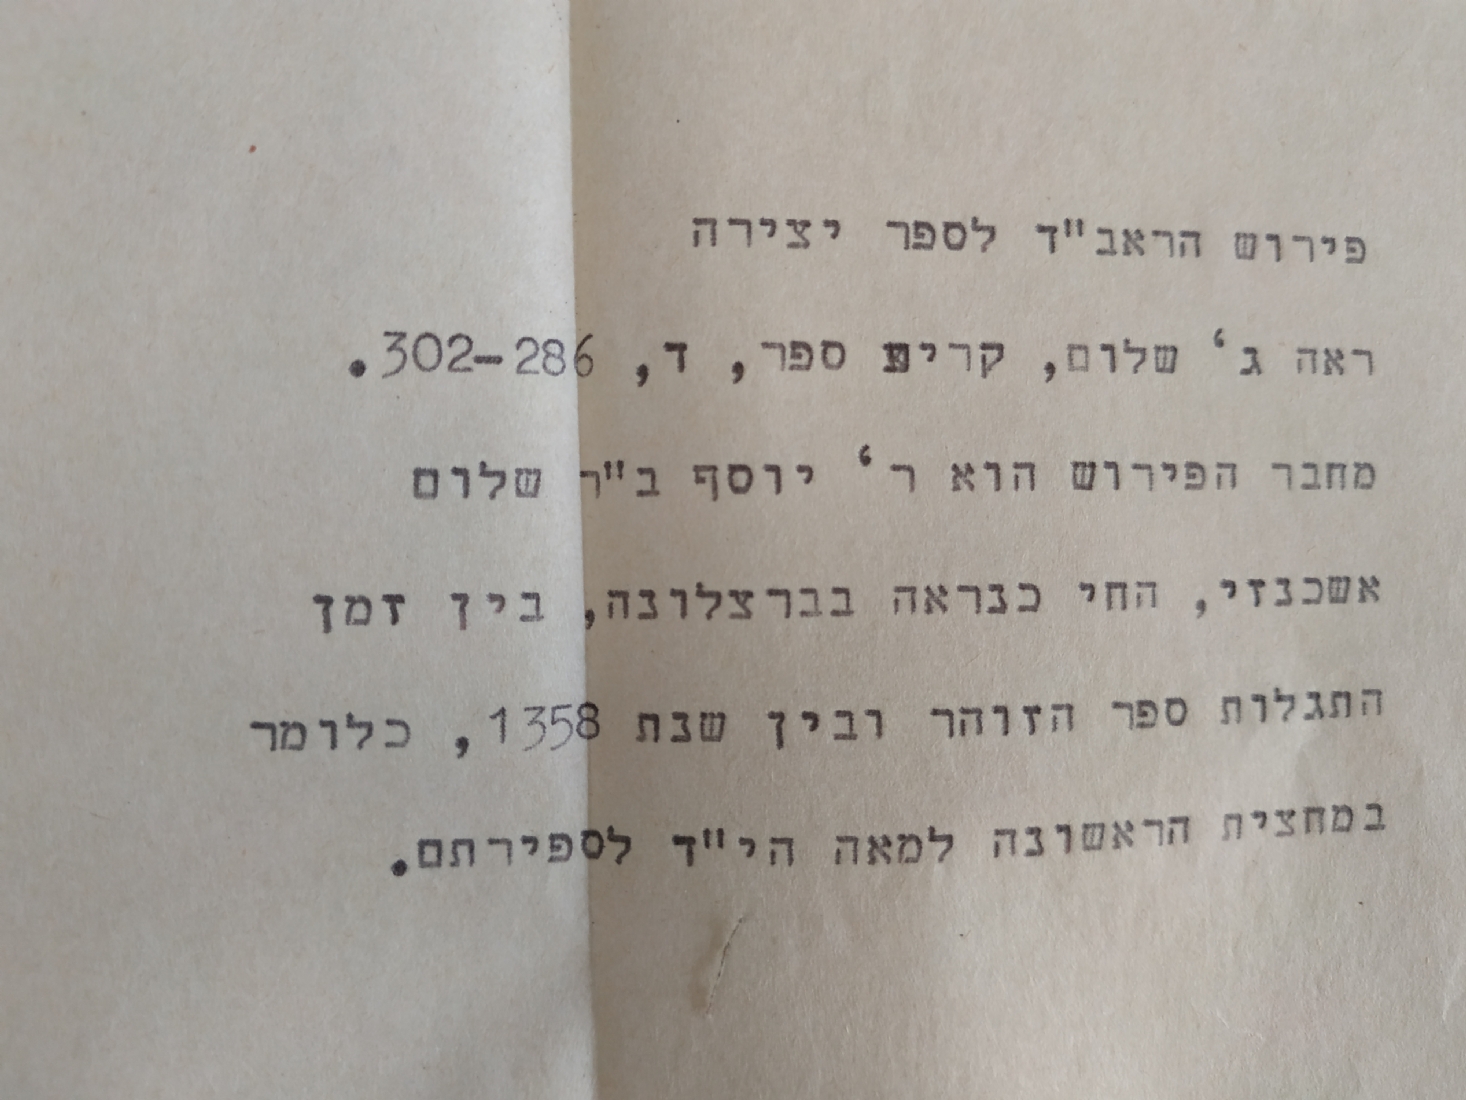 פירוש הראב"ד לספר יצירה
ראה ג' שלום, קרית ספר, ד, 302-286.
מחבר הפירוש הוא ר' יוסף ב"ר שלום
אשכנזי, החי כנראה בברצלונה, בין זמן
התגלות ספר הזוהר ובין שנת 1358, כלומר
במחצית הראשונה למאה הי"ד לספירתם.